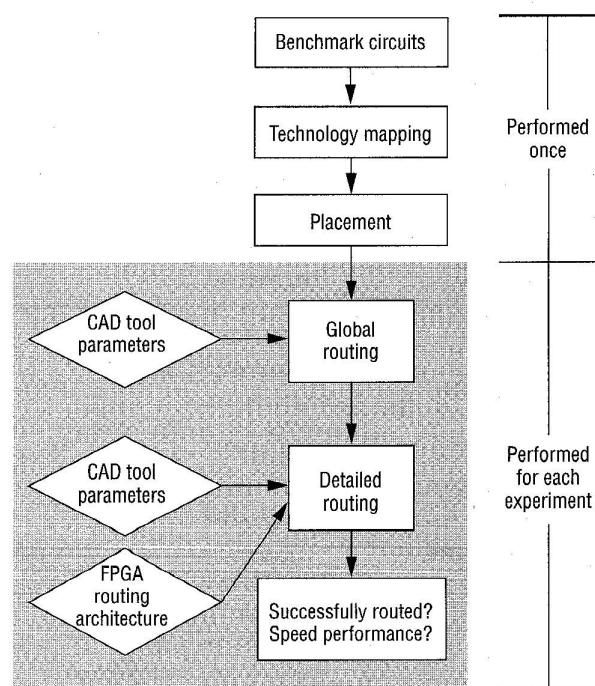 Benchmark circuits
Technology mapping
Placement
Performed
once
CAD tool
parameters
Global
routing
CAD tool
parameters
Detailed
routing
FPGA
routing
architecture
Successfully routed?
Speed performance?
Performed
for each
experiment